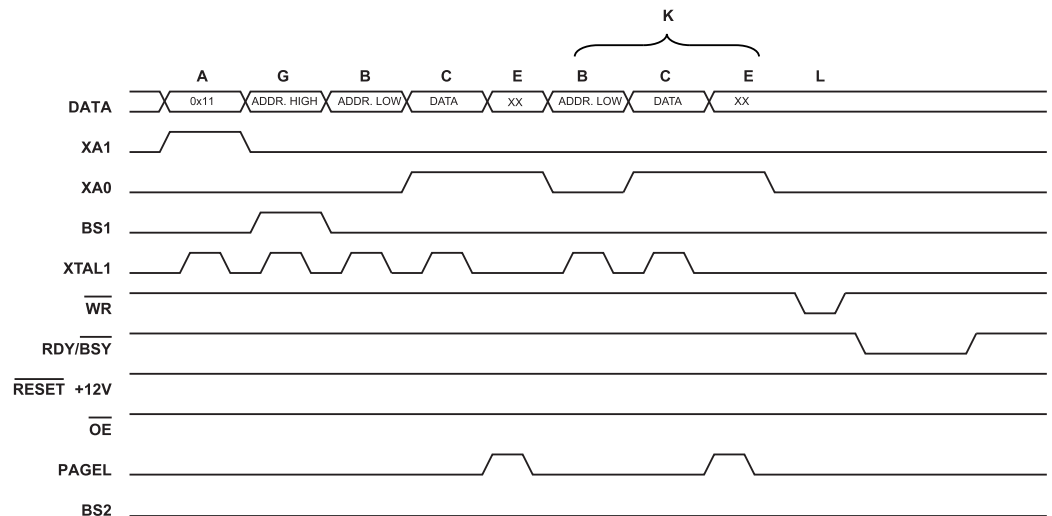 K
A G B C E B C E L
DATA 0x11 ADDR. HIGH ADDR. LOW DATA XX ADDR. LOW DATA XX
XA1
XA0
BS1
XTAL1
WR
RDY/BSY
RESET +12V
OE
PAGEL
BS2